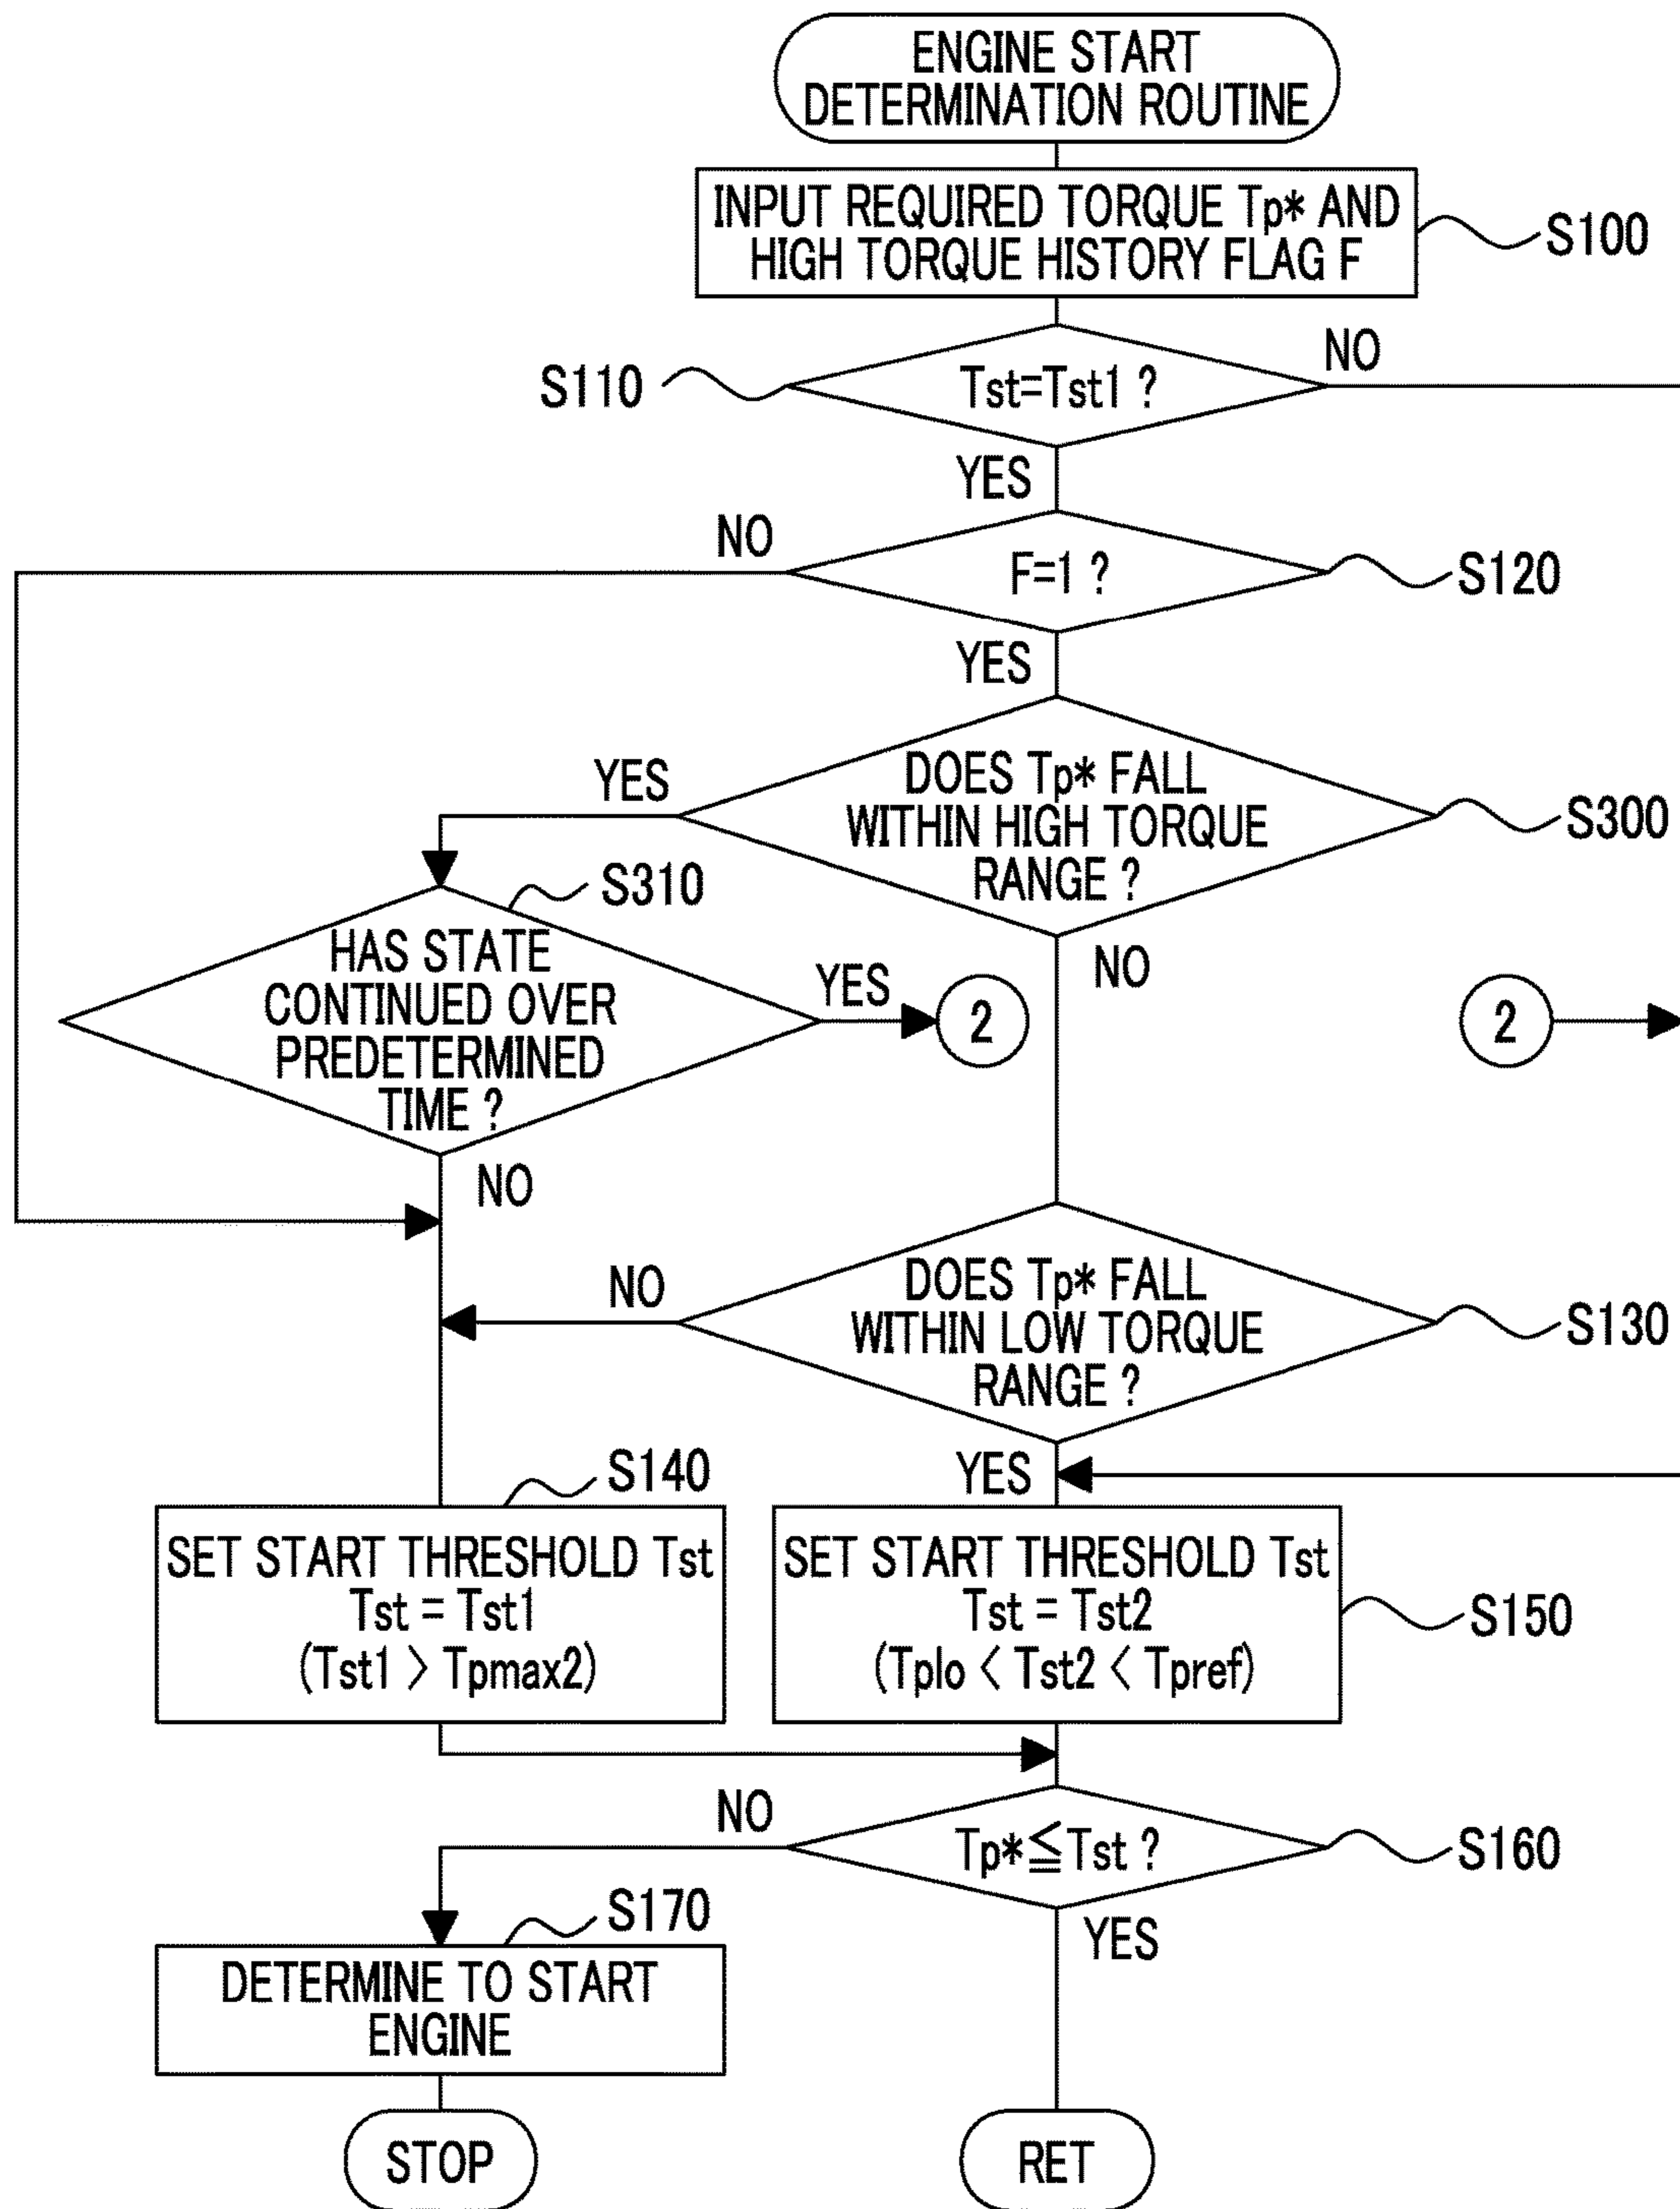 ENGINE START
DETERMINATION ROUTINE
INPUT REQUIRED TORQUE Tp* AND
HIGH TORQUE HISTORY FLAG F
S100
S110
Tst=Tst1 ?
NO
YES
NO
F=1 ?
S120
YES
YES
DOES Tp* FALL
WITHIN HIGH TORQUE
RANGE ?
S300
S310
HAS STATE
CONTINUED OVER
PREDETERMINED
TIME ?
YES
2
NO
2
NO
NO
DOES Tp* FALL
WITHIN LOW TORQUE
RANGE ?
S130
YES
S140
SET START THRESHOLD Tst
Tst = Tst1
(Tst1 > Tpmax2)
SET START THRESHOLD Tst
Tst = Tst2
(Tplo < Tst2 < Tpref)
S150
NO
Tp*≦Tst ?
S160
YES
S170
DETERMINE TO START
ENGINE
STOP
RET